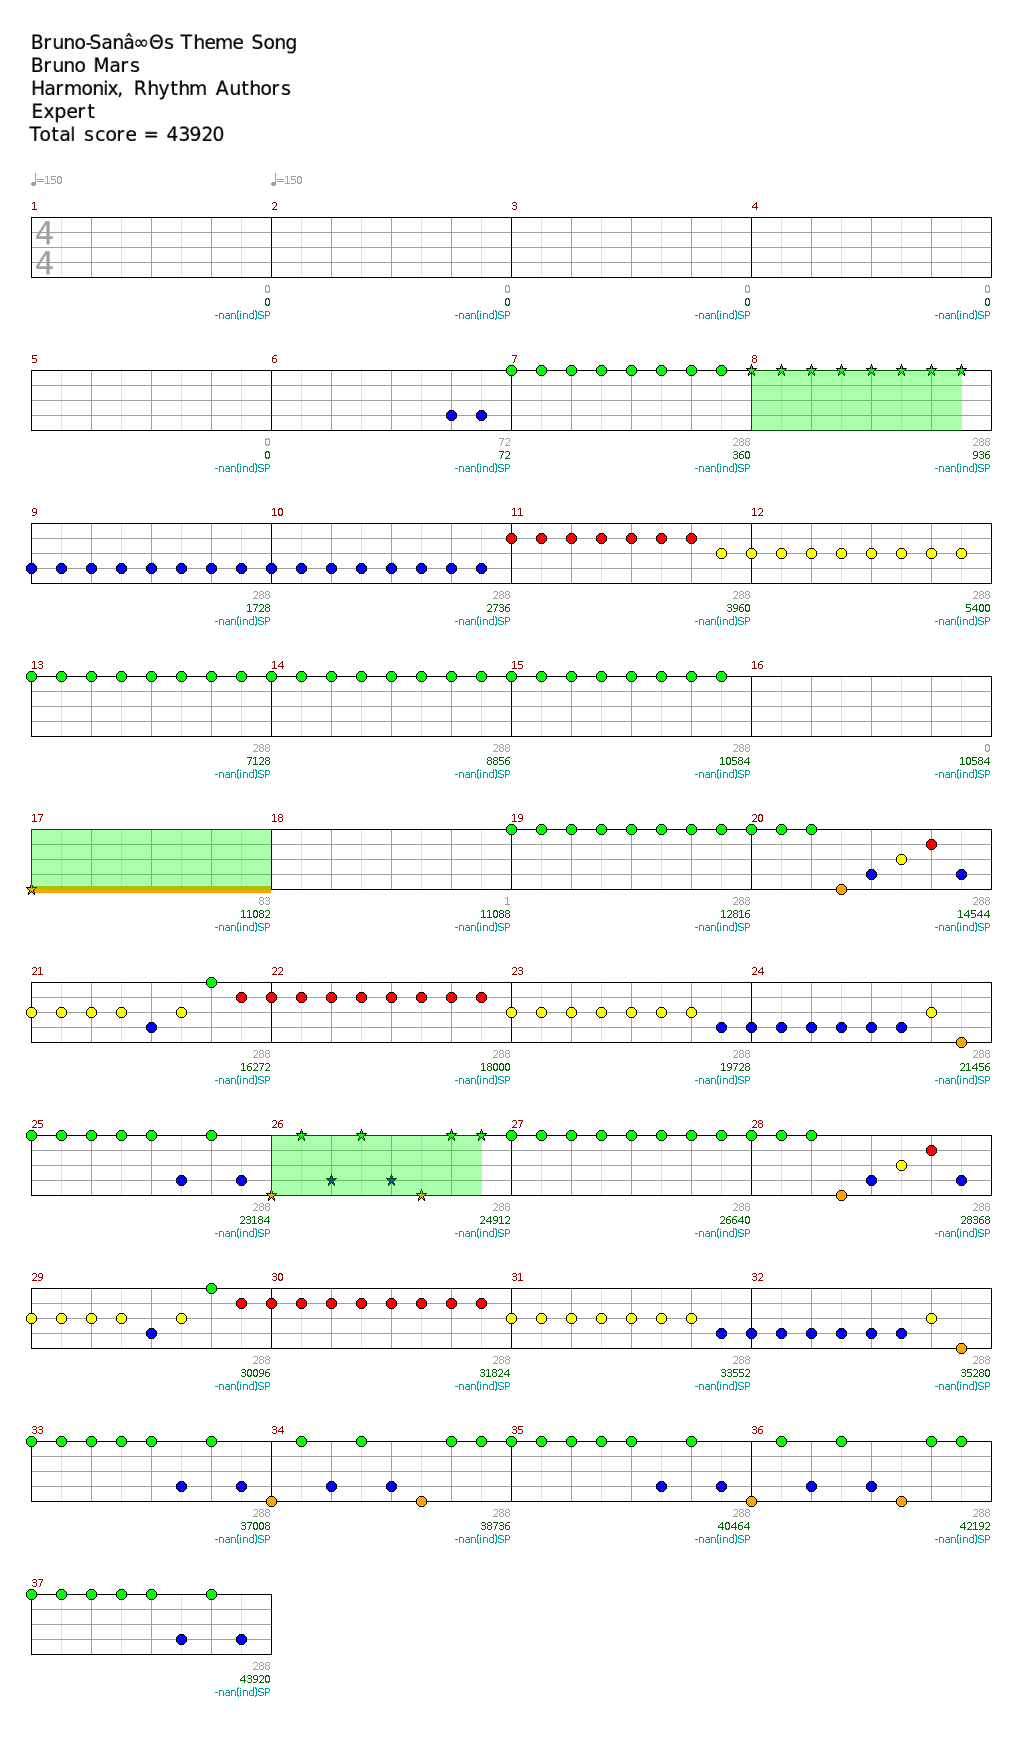 Bruno-Sanâ∞Θs Theme Song
Bruno Mars
Harmonix, Rhythm Authors
Expert
Total score = 43920
♩=150 ♩=150
1 2 3 4
4
4
0 0 0 0
0 0 0 0
-nan(ind)SP -nan(ind)SP -nan(ind)SP -nan(ind)SP
5 6 7 8
0 72 288 288
0 72 360 936
-nan(ind)SP -nan(ind)SP -nan(ind)SP -nan(ind)SP
9 10 11 12
288 288 288 288
1728 2736 3960 5400
-nan(ind)SP -nan(ind)SP -nan(ind)SP -nan(ind)SP
13 14 15 16
288 288 288 0
7128 8856 10584 10584
-nan(ind)SP -nan(ind)SP -nan(ind)SP -nan(ind)SP
17 18 19 20
83 1 288 288
11082 11088 12816 14544
-nan(ind)SP -nan(ind)SP -nan(ind)SP -nan(ind)SP
21 22 23 24
288 288 288 288
16272 18000 19728 21456
-nan(ind)SP -nan(ind)SP -nan(ind)SP -nan(ind)SP
25 26 27 28
288 288 288 288
23184 24912 26640 28368
-nan(ind)SP -nan(ind)SP -nan(ind)SP -nan(ind)SP
29 30 31 32
288 288 288 288
30096 31824 33552 35280
-nan(ind)SP -nan(ind)SP -nan(ind)SP -nan(ind)SP
33 34 35 36
288 288 288 288
37008 38736 40464 42192
-nan(ind)SP -nan(ind)SP -nan(ind)SP -nan(ind)SP
37
288
43920
-nan(ind)SP